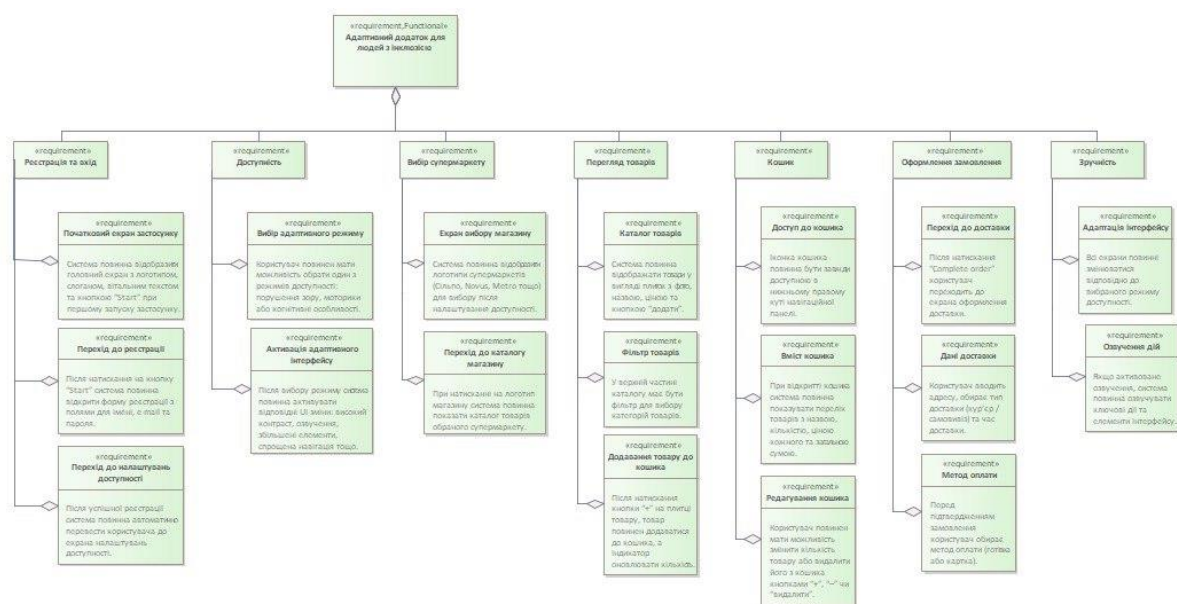 «requirement,Functional»
Адаптивний додаток для
людей з інклюзією
«requirement»
Реєстрація та вхід
«requirement»
Доступність
«requirement»
Вибір супермаркету
«requirement»
Перегляд товарів
«requirement»
Кошик
«requirement»
Оформлення замовлення
«requirement»
Зручність
«requirement»
Початковий екран застосунку
Система повинна відобразити
головний екран з логотипом,
слоганом, вітальним текстом
та кнопкою "Start" при
першому запуску застосунку.
«requirement»
Перехід до реєстрації
Після натискання на кнопку
"Start" система повинна
відкрити форму реєстрації з
полями для імені, e-mail та
пароля.
«requirement»
Перехід до налаштувань
доступності
Після успішної реєстрації
система повинна автоматично
перевести користувача до
екрана налаштувань
доступності.
«requirement»
Вибір адаптивного режиму
Користувач повинен мати
можливість обрати один з
режимів доступності:
порушення зору, моторики
або когнітивні особливості.
«requirement»
Активація адаптивного
інтерфейсу
Після вибору режиму система
повинна активувати
відповідні UI зміни: високий
контраст, озвучення,
збільшені елементи,
спрощена навігація тощо.
«requirement»
Екран вибору магазину
Система повинна відобразити
логотипи супермаркетів
(Сільпо, Novus, Metro тощо)
для вибору після
налаштування доступності.
«requirement»
Перехід до каталогу
магазину
При натисканні на логотип
магазину система повинна
показати каталог товарів
обраного супермаркету.
«requirement»
Каталог товарів
Система повинна
відображати товари у
вигляді плиток з фото,
назвою, ціною та
кнопкою "додати".
«requirement»
Фільтр товарів
У верхній частині
каталогу має бути
фільтр для вибору
категорій товарів.
«requirement»
Додавання товару до
кошика
Після натискання
кнопки "+" на плитці
товару, товар
повинен додаватися
до кошика, а
індикатор
оновлювати кількість.
«requirement»
Доступ до кошика
Іконка кошика
повинна бути завжди
доступною в
нижньому правому
куті навігаційної
панелі.
«requirement»
Вміст кошика
При відкритті кошика
система повинна
показувати перелік
товарів з назвою,
кількістю, ціною
кожного та загальною
сумою.
«requirement»
Редагування кошика
Користувач повинен
мати можливість
змінити кількість
товару або видалити
його з кошика
кнопками "+", "−" чи
"видалити".
«requirement»
Перехід до доставки
Після натискання
"Complete order"
користувач
переходить до
екрана оформлення
доставки.
«requirement»
Дані доставки
Користувач вводить
адресу, обирає тип
доставки (кур'єр /
самовивіз) та час
доставки.
«requirement»
Метод оплати
Перед
підтвердженням
замовлення
користувач обирає
метод оплати (готівка
або картка).
«requirement»
Адаптація інтерфейсу
Всі екрани повинні
змінюватися
відповідно до
вибраного режиму
доступності.
«requirement»
Озвучення дій
Якщо активовано
озвучення, система
повинна озвучувати
ключові дії та
елементи інтерфейсу.